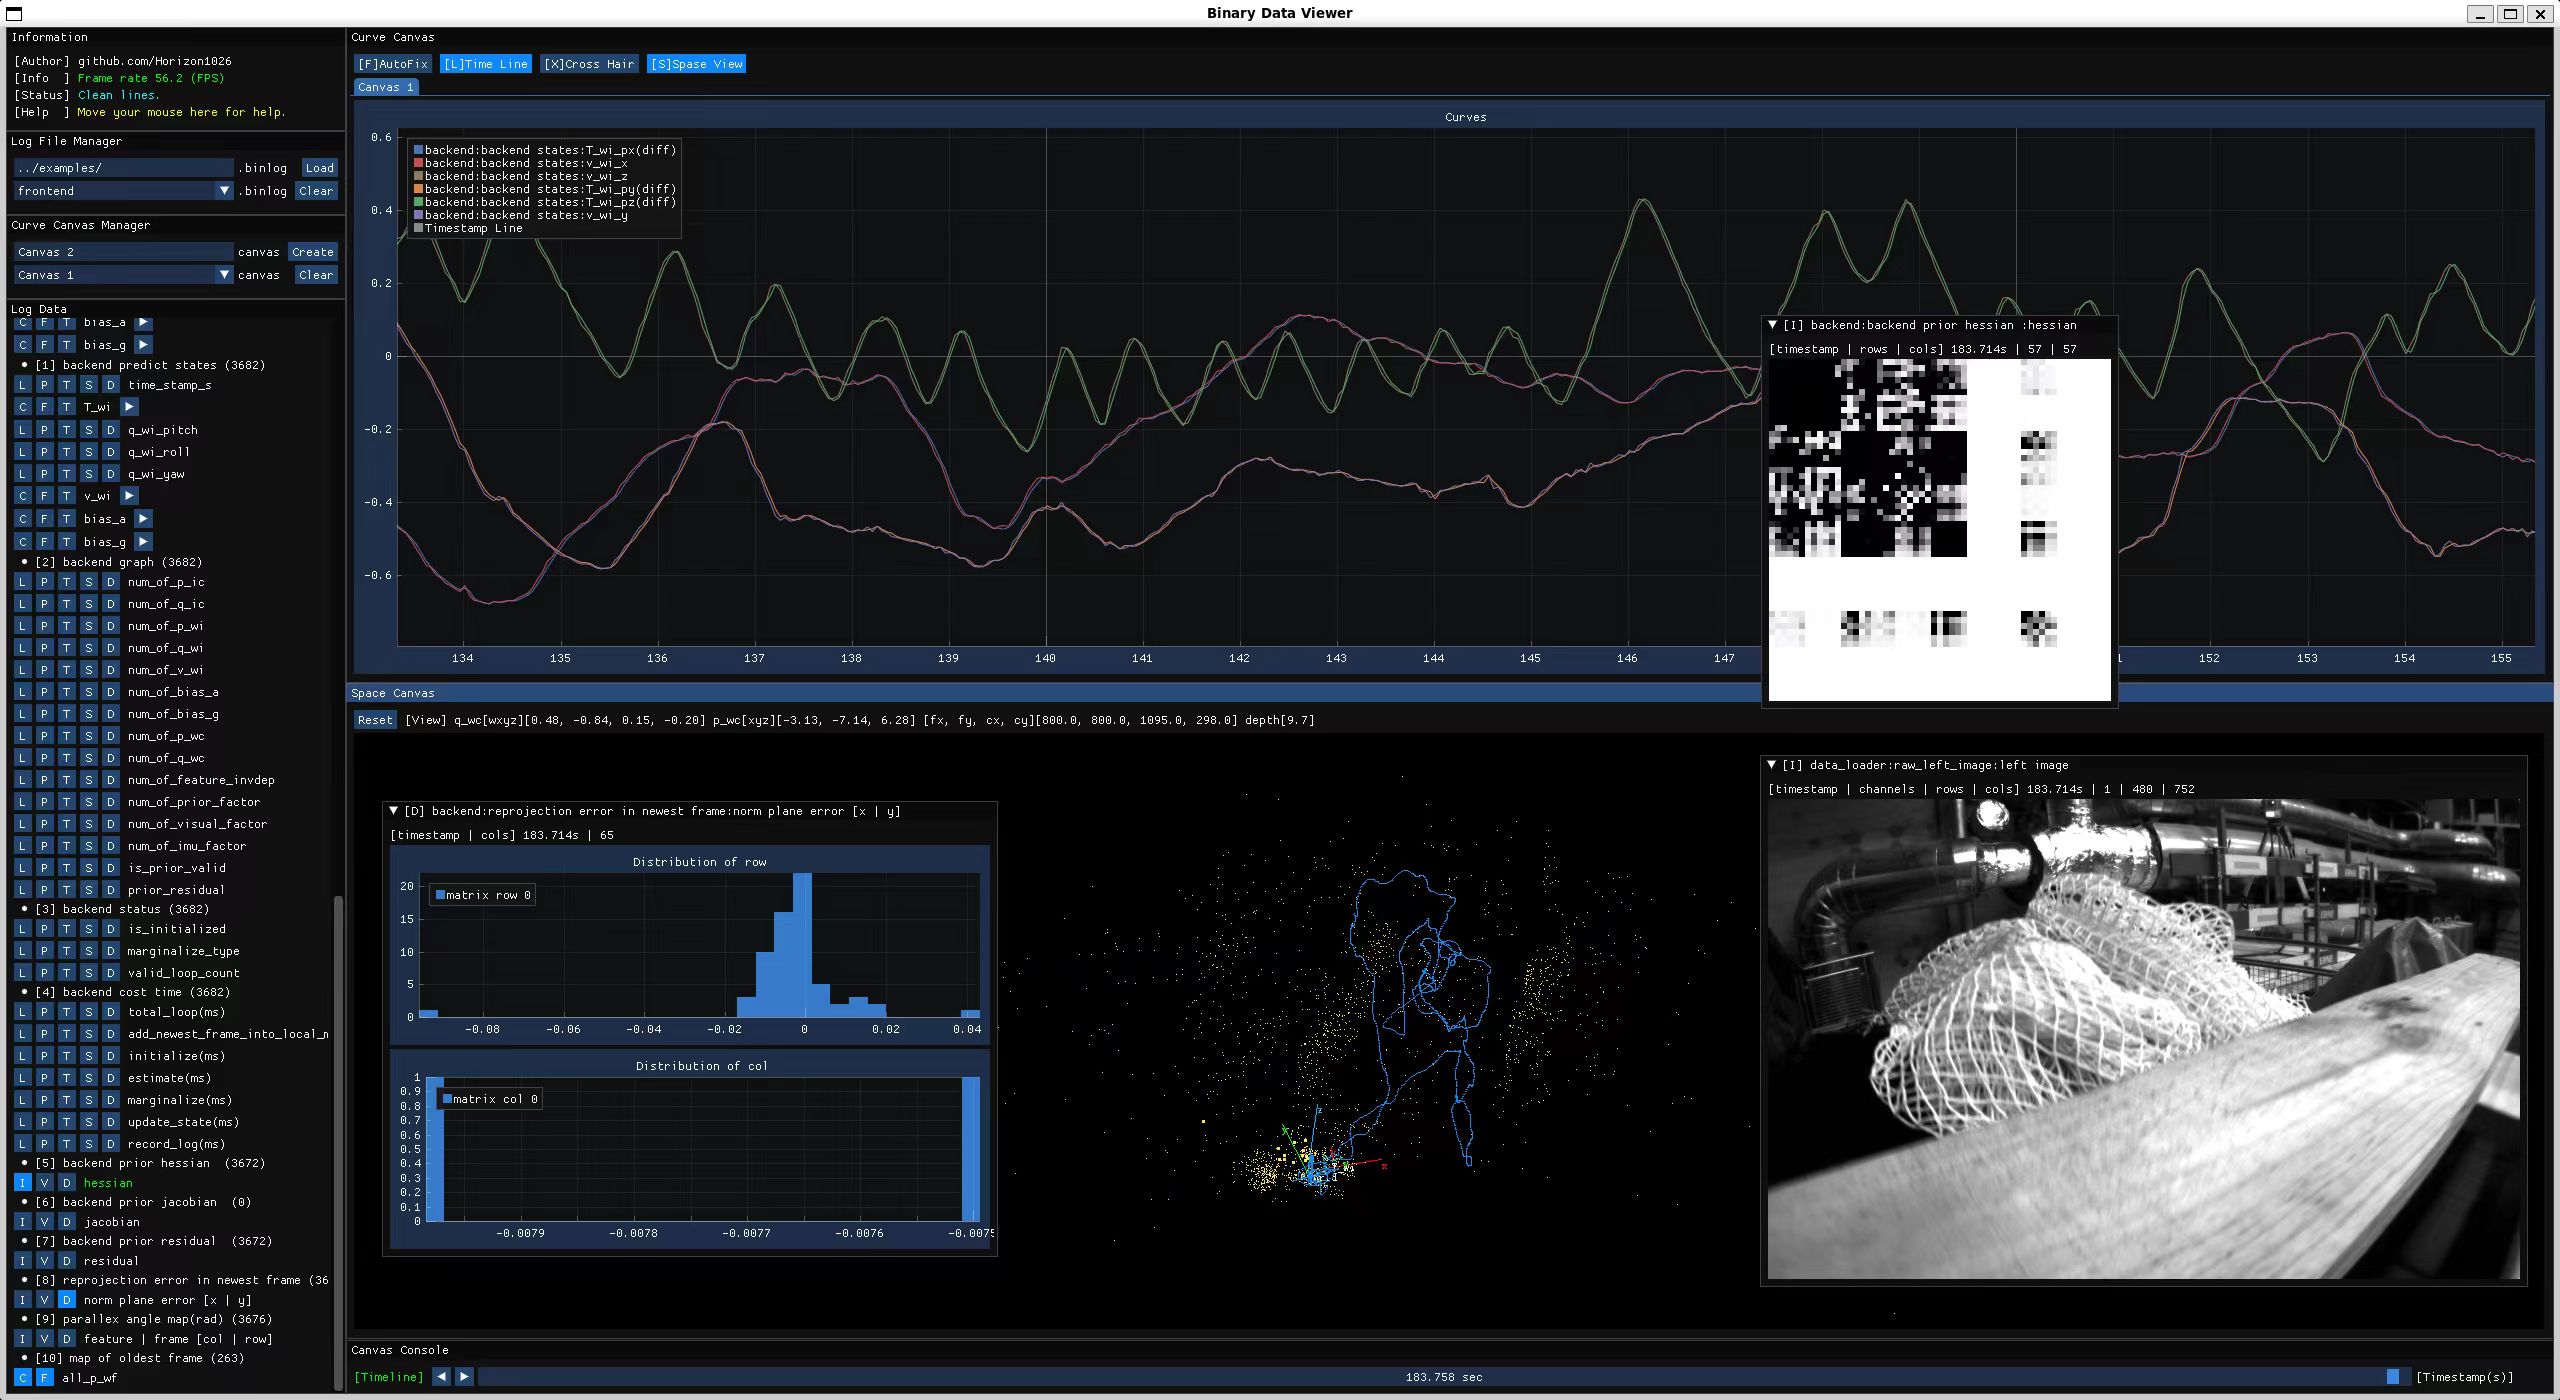 Binary Data Viewer
Information
[Author] github.com/Horizon1026
[Info  ] Frame rate 56.2 (FPS)
[Status] Clean lines.
[Help  ] Move your mouse here for help.
Log File Manager
../examples/ .binlog Load
frontend .binlog Clear
Curve Canvas Manager
Canvas 2 canvas Create
Canvas 1 canvas Clear
Log Data
C F T bias_a
C F T bias_g
[1] backend predict states (3682)
L P T S D time_stamp_s
C F T T_wi
L P T S D q_wi_pitch
L P T S D q_wi_roll
L P T S D q_wi_yaw
C F T v_wi
C F T bias_a
C F T bias_g
[2] backend graph (3682)
L P T S D num_of_p_ic
L P T S D num_of_q_ic
L P T S D num_of_p_wi
L P T S D num_of_q_wi
L P T S D num_of_v_wi
L P T S D num_of_bias_a
L P T S D num_of_bias_g
L P T S D num_of_p_wc
L P T S D num_of_q_wc
L P T S D num_of_feature_invdep
L P T S D num_of_prior_factor
L P T S D num_of_visual_factor
L P T S D num_of_imu_factor
L P T S D is_prior_valid
L P T S D prior_residual
[3] backend status (3682)
L P T S D is_initialized
L P T S D marginalize_type
L P T S D valid_loop_count
[4] backend cost time (3682)
L P T S D total_loop(ms)
L P T S D add_newest_frame_into_local_m
L P T S D initialize(ms)
L P T S D estimate(ms)
L P T S D marginalize(ms)
L P T S D update_state(ms)
L P T S D record_log(ms)
[5] backend prior hessian  (3672)
I V D hessian
[6] backend prior jacobian  (0)
I V D jacobian
[7] backend prior residual  (3672)
I V D residual
[8] reprojection error in newest frame (36
I V D norm plane error [x | y]
[9] parallex angle map(rad) (3676)
I V D feature | frame [col | row]
[10] map of oldest frame (263)
C F all_p_wf
Curve Canvas
[F]AutoFix [L]Time Line [X]Cross Hair [S]Spase View
Canvas 1
Curves
0.6
0.4
0.2
0
-0.2
-0.4
-0.6
backend:backend states:T_wi_px(diff)
backend:backend states:v_wi_x
backend:backend states:v_wi_z
backend:backend states:T_wi_py(diff)
backend:backend states:T_wi_pz(diff)
backend:backend states:v_wi_y
Timestamp Line
134 135 136 137 138 139 140 141 142 143 144 145 146 147 152 153 154 155
[I] backend:backend prior hessian :hessian
[timestamp | rows | cols] 183.714s | 57 | 57
Space Canvas
Reset [View] q_wc[wxyz][0.48, -0.84, 0.15, -0.20] p_wc[xyz][-3.13, -7.14, 6.28] [fx, fy, cx, cy][800.0, 800.0, 1095.0, 298.0] depth[9.7]
[D] backend:reprojection error in newest frame:norm plane error [x | y]
[timestamp | cols] 183.714s | 65
Distribution of row
matrix row 0
20
15
10
5
0
-0.08 -0.06 -0.04 -0.02 0 0.02 0.04
Distribution of col
matrix col 0
1
0.9
0.8
0.7
0.6
0.5
0.4
0.3
0.2
0.1
0
-0.0079 -0.0078 -0.0077 -0.0076 -0.0075
z
y
x
[I] data_loader:raw_left_image:left image
[timestamp | channels | rows | cols] 183.714s | 1 | 480 | 752
Canvas Console
[Timeline] 183.758 sec [Timestamp(s)]